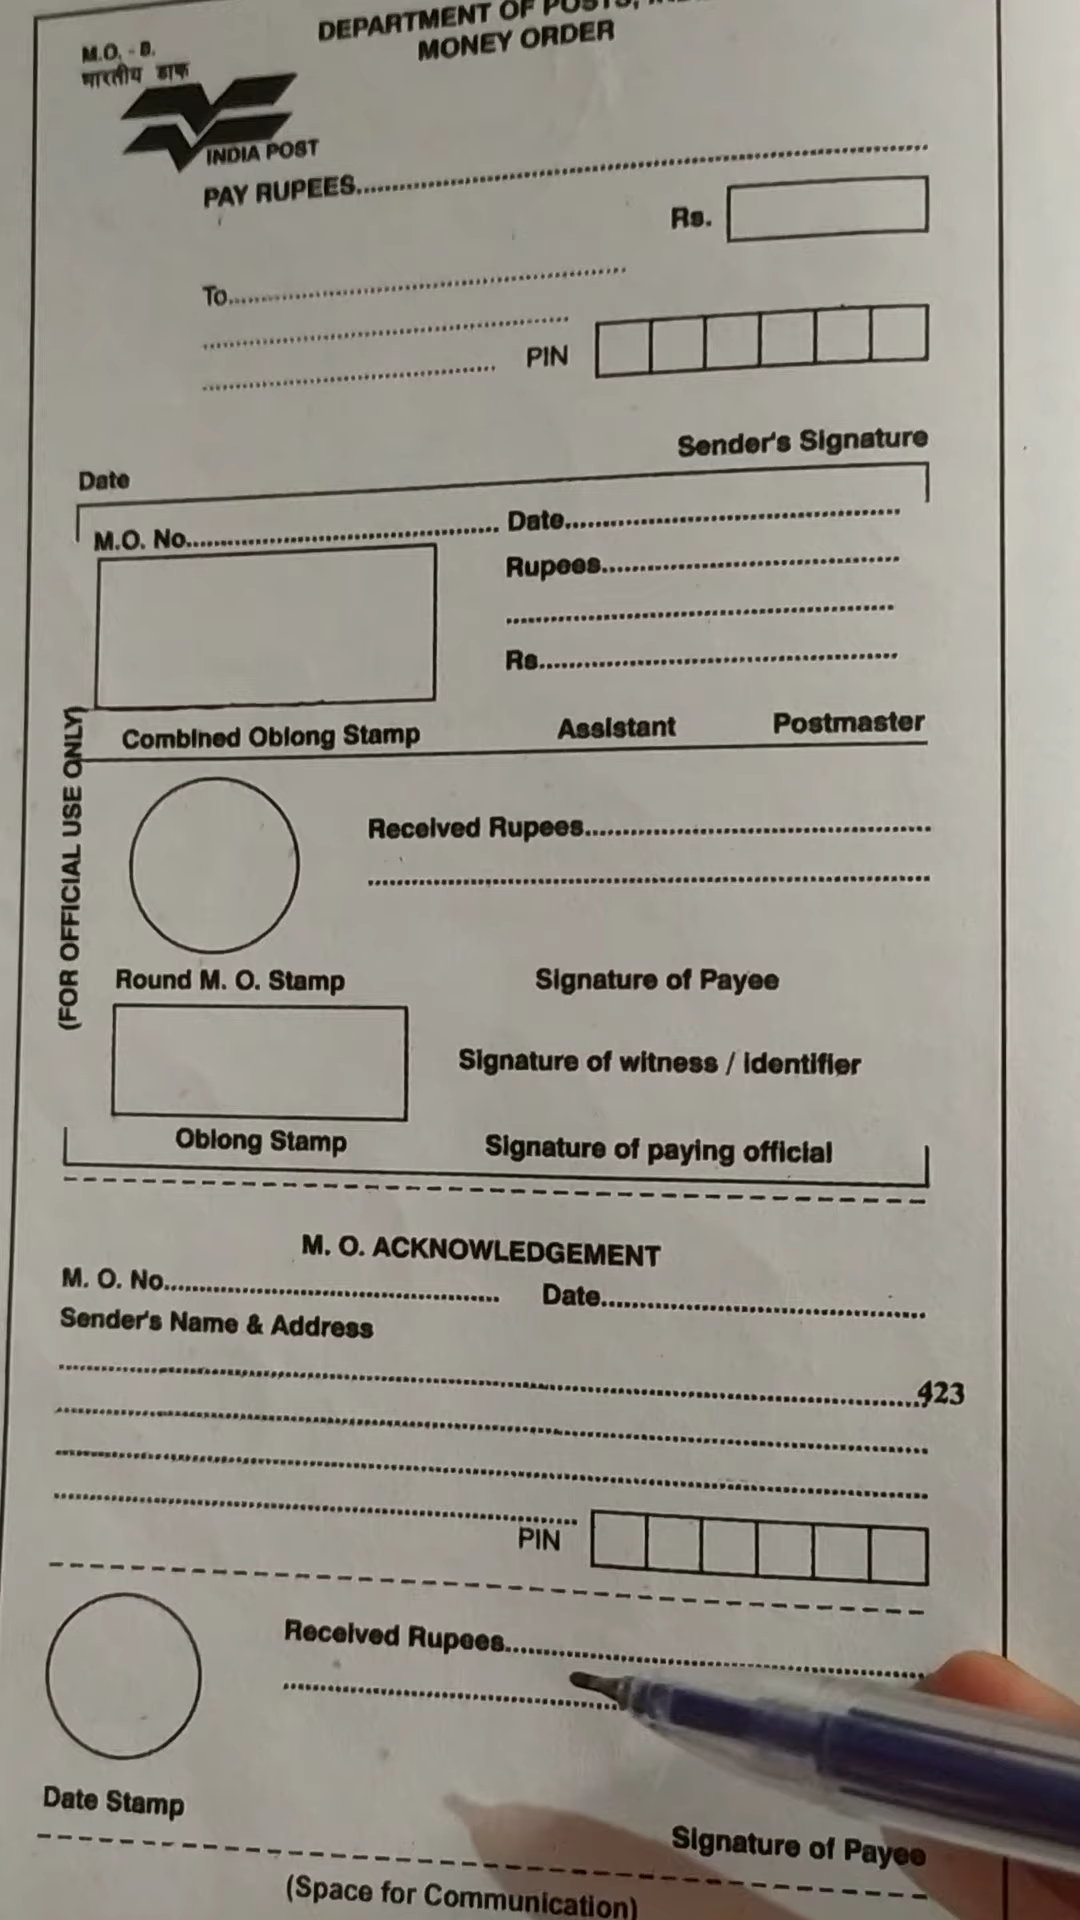 DEPARTMENT OF POSTS,
MONEY ORDER
M.O. - 8.
भारतीय डाक
INDIA POST
PAY RUPEES
Rs.
To
PIN
Sender's Signature
Date
M.O. No. Date
Rupees
Rs
Combined Oblong Stamp Assistant Postmaster
(FOR OFFICIAL USE ONLY)
Received Rupees
Round M. O. Stamp Signature of Payee
Signature of witness / identifier
Oblong Stamp Signature of paying official
M. O. ACKNOWLEDGEMENT
M. O. No. Date
Sender's Name & Address
423
PIN
Received Rupees
Date Stamp
Signature of Payee
(Space for Communication)